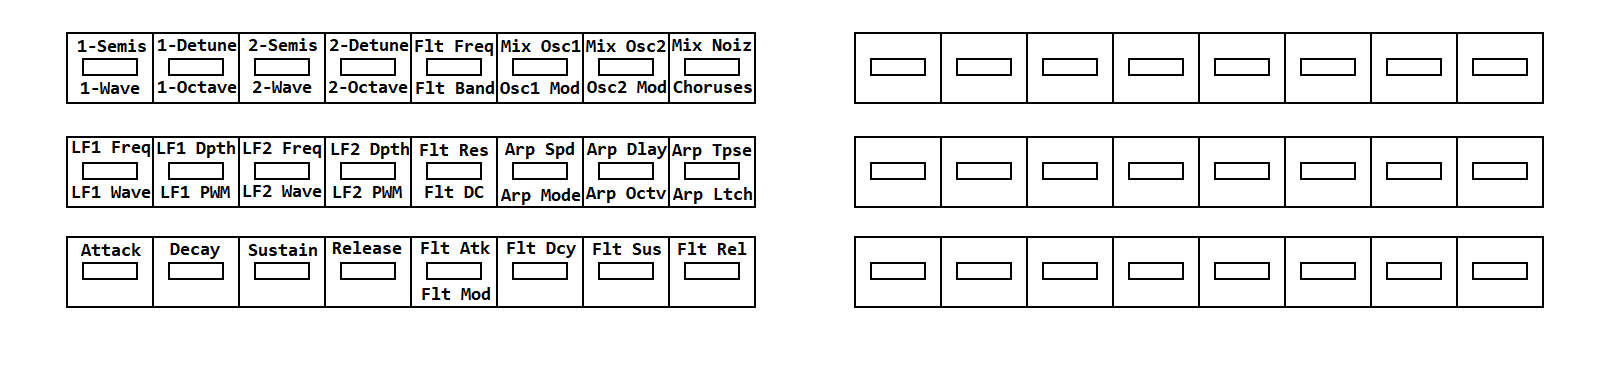 1-Semis 1-Detune 2-Semis 2-Detune Flt Freq Mix Osc1 Mix Osc2 Mix Noiz
1-Wave 1-Octave 2-Wave 2-Octave Flt Band Osc1 Mod Osc2 Mod Choruses
LF1 Freq LF1 Dpth LF2 Freq LF2 Dpth Flt Res Arp Spd Arp Dlay Arp Tpse
LF1 Wave LF1 PWM LF2 Wave LF2 PWM Flt DC Arp Mode Arp Octv Arp Ltch
Attack Decay Sustain Release Flt Atk Flt Dcy Flt Sus Flt Rel
Flt Mod